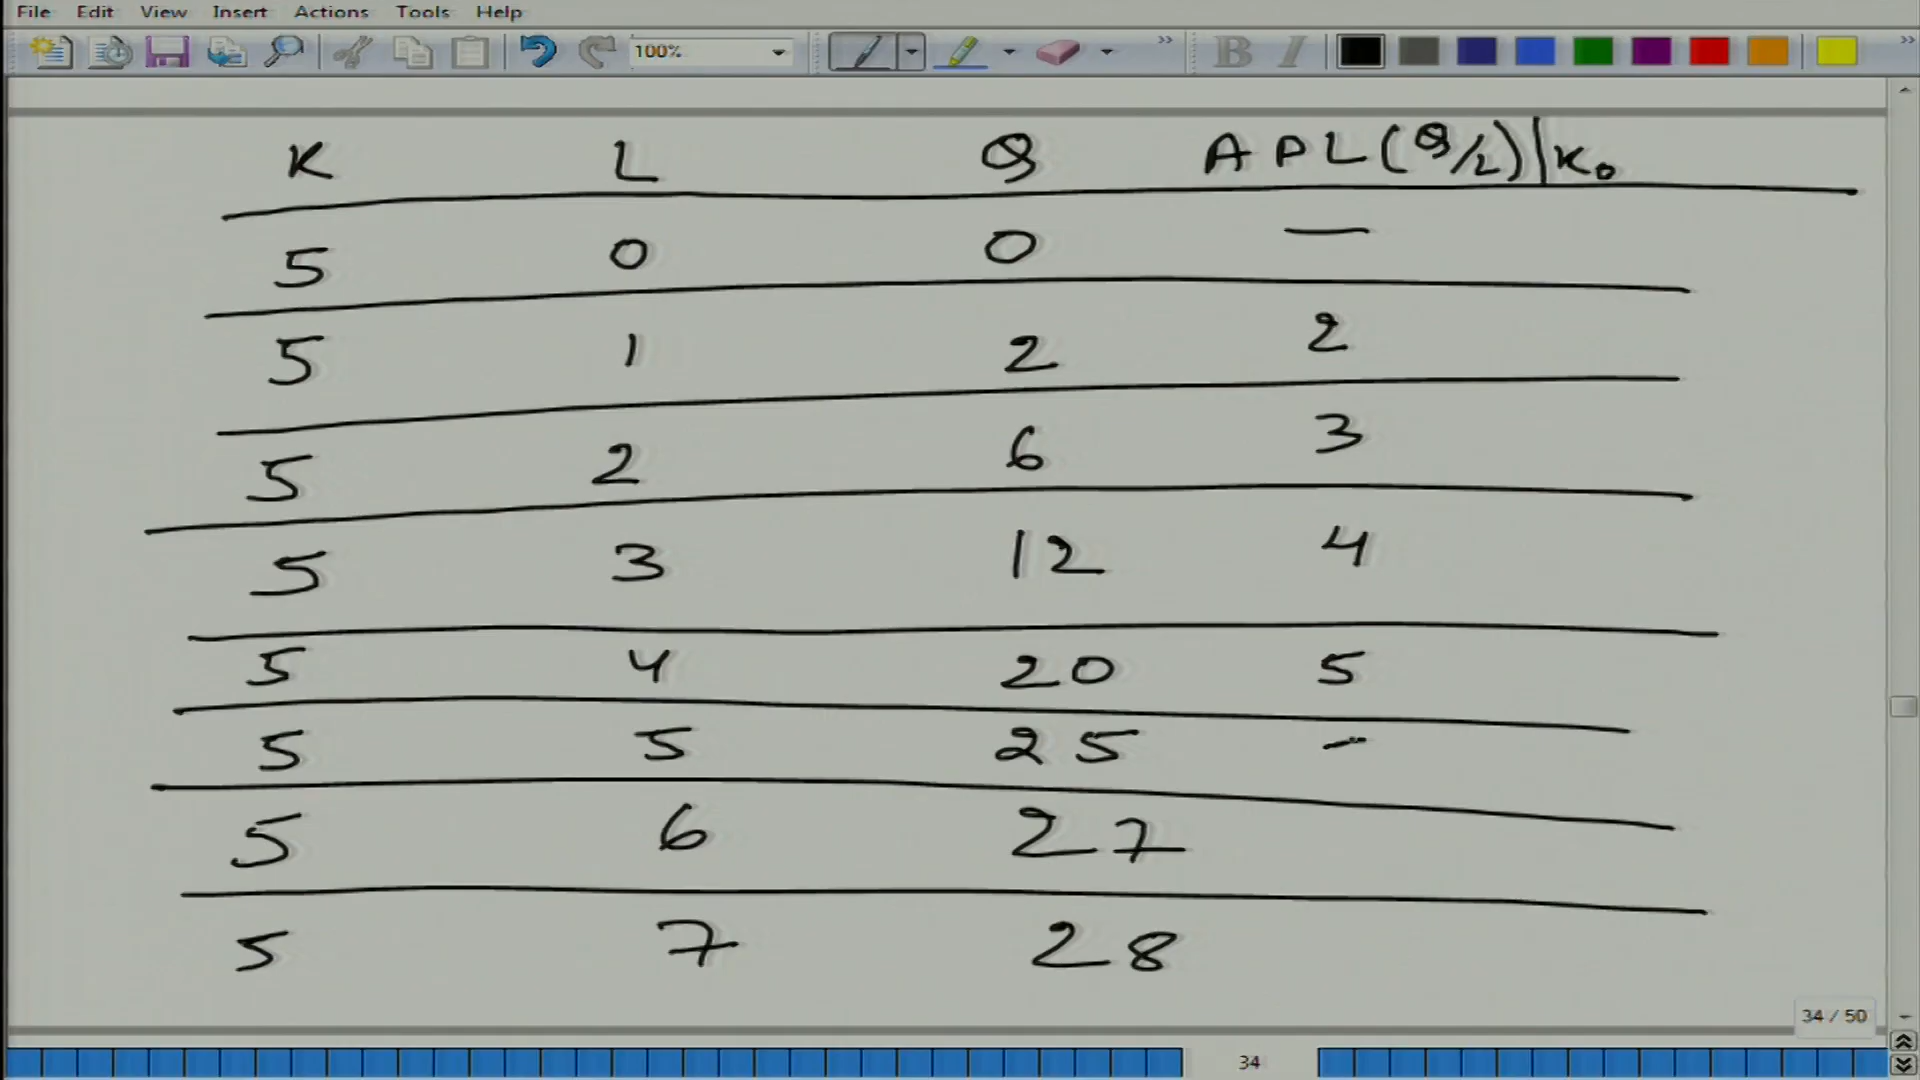 File Edit View Insert Actions Tools Help
100% B I
K L Q APL(Q/L)|K₀
5 0 0 —
5 1 2 2
5 2 6 3
5 3 12 4
5 4 20 5
5 5 25 -
5 6 27
5 7 28
34 / 50
34